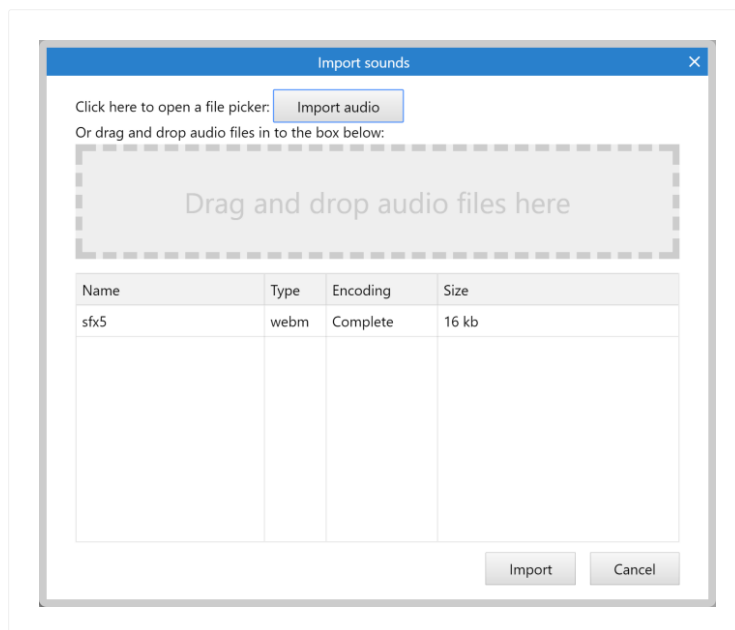 Import sounds
Click here to open a file picker: Import audio
Or drag and drop audio files in to the box below:
Drag and drop audio files here
Name Type Encoding Size
sfx5 webm Complete 16 kb
Import Cancel